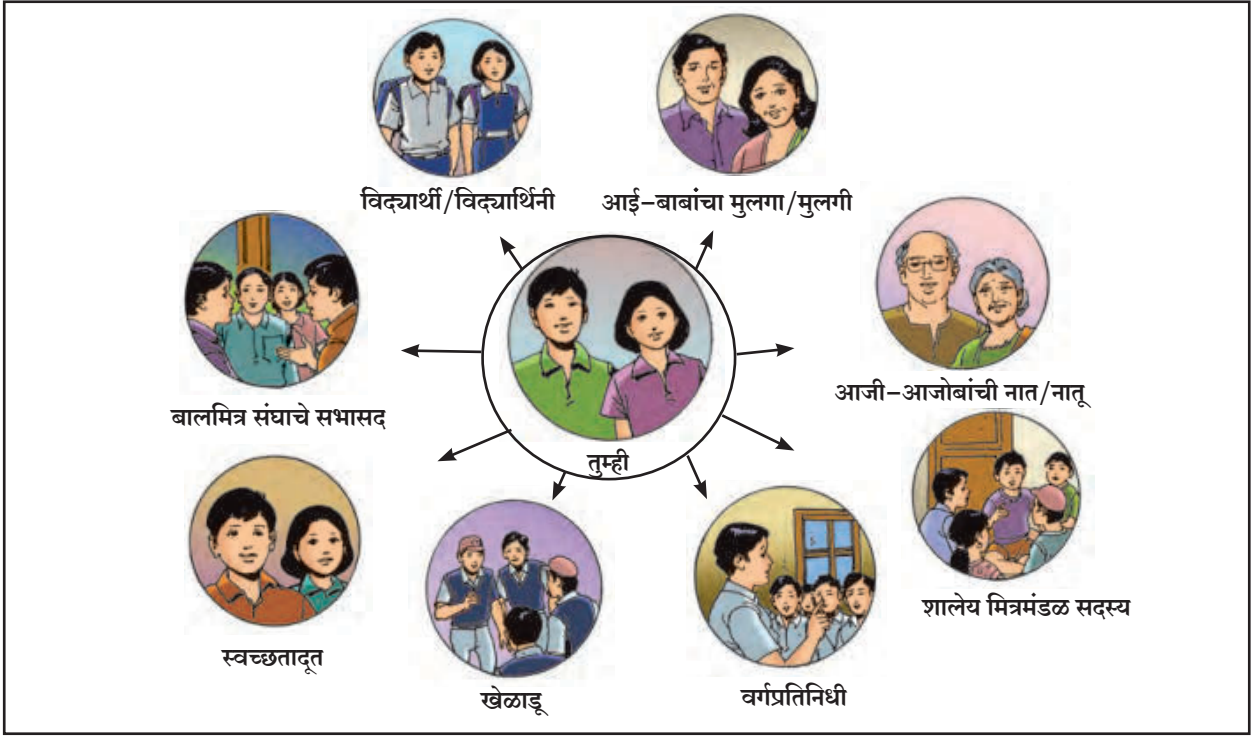 विद्यार्थी/विद्यार्थिनी
आई-बाबांचा मुलगा/मुलगी
आजी-आजोबांची नात/नातू
बालमित्र संघाचे सभासद
तुम्ही
शालेय मित्रमंडळ सदस्य
स्वच्छतादूत
खेळाडू
वर्गप्रतिनिधी